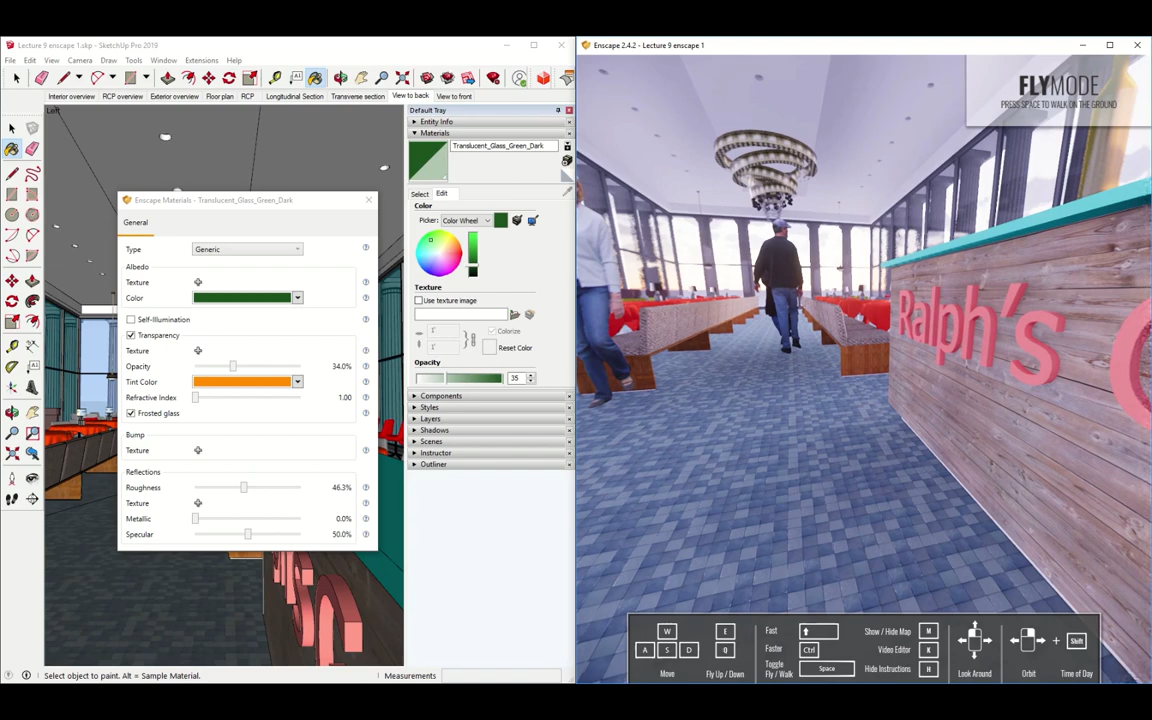 Lecture 9 enscape 1.skp - SketchUp Pro 2019
File Edit View Camera Draw Tools Window Extensions Help
Interior overview RCP overview Exterior overview Floor plan RCP Longitudinal Section Transverse section View to back View to front
Left
Default Tray
Entity Info
Materials
Translucent_Glass_Green_Dark
Select Edit
Color
Picker: Color Wheel
Texture
Use texture image
Colorize
Reset Color
Opacity
35
Components
Styles
Layers
Shadows
Scenes
Instructor
Outliner
Enscape Materials - Translucent_Glass_Green_Dark
General
Type Generic
Albedo
Texture
Color
Self-Illumination
Transparency
Texture
Opacity 34.0%
Tint Color
Refractive Index 1.00
Frosted glass
Bump
Texture
Reflections
Roughness 46.3%
Texture
Metallic 0.0%
Specular 50.0%
Select object to paint. Alt = Sample Material.
Measurements
Enscape 2.4.2 - Lecture 9 enscape 1
FLYMODE
PRESS SPACE TO WALK ON THE GROUND
Ralph's
W E
A S D Q
Move Fly Up / Down
Fast
Faster Ctrl
Toggle Fly / Walk Space
Show / Hide Map M
Video Editor K
Hide Instructions H
Look Around
Orbit
+ Shift
Time of Day